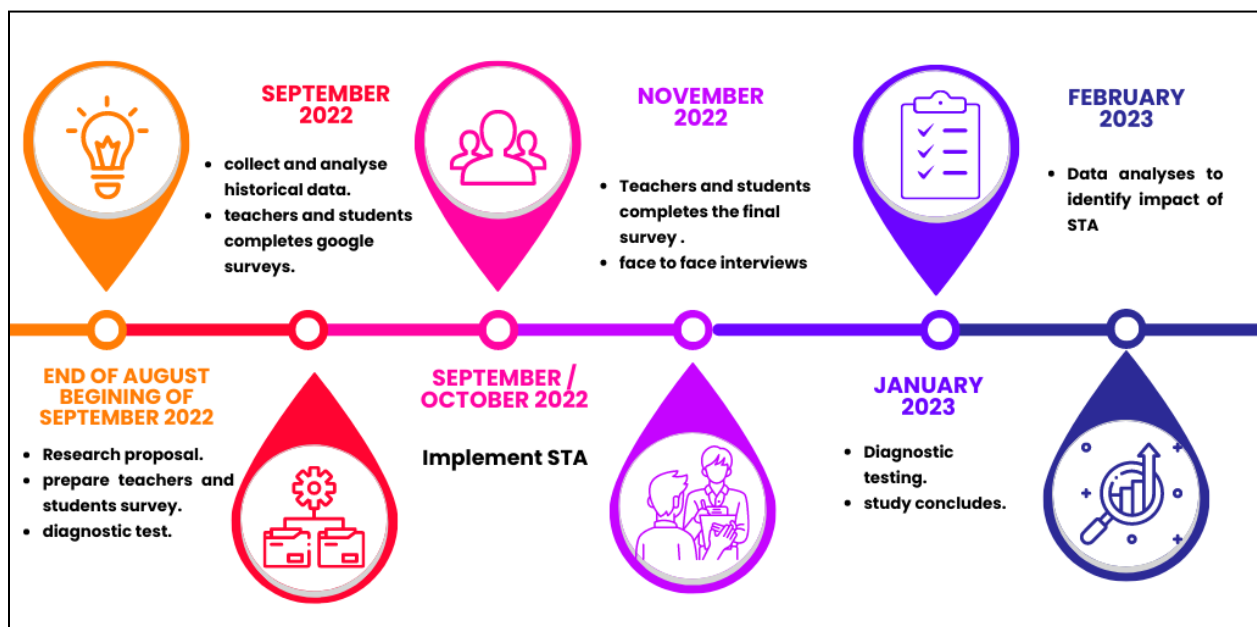 END OF AUGUST
BEGINING OF
SEPTEMBER 2022
• Research proposal.
• prepare teachers and
students survey.
• diagnostic test.
SEPTEMBER
2022
• collect and analyse
historical data.
• teachers and students
completes google
surveys.
SEPTEMBER /
OCTOBER 2022
Implement STA
NOVEMBER
2022
• Teachers and students
completes the final
survey .
• face to face interviews
JANUARY
2023
• Diagnostic
testing.
• study concludes.
FEBRUARY
2023
• Data analyses to
identify impact of
STA